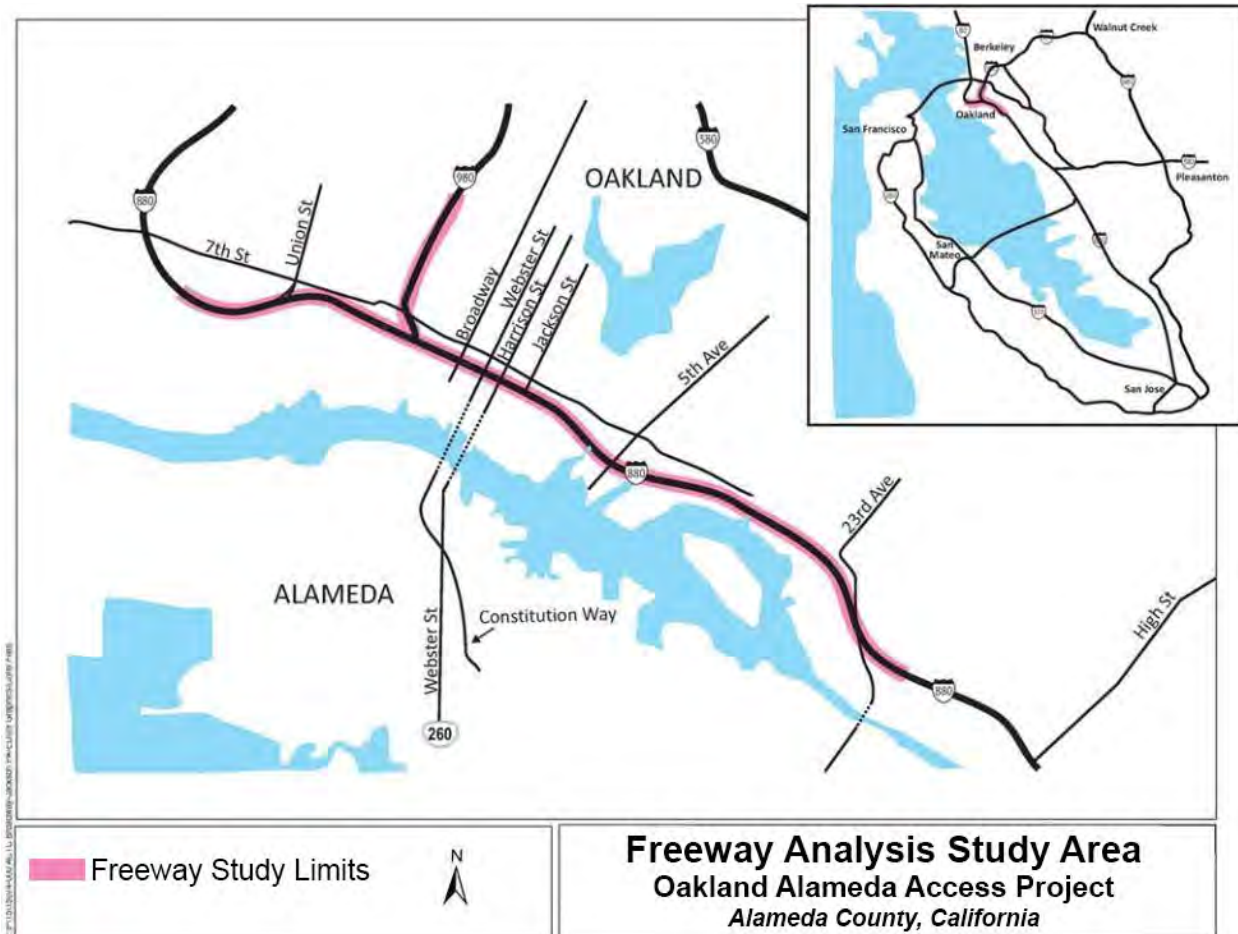 80
Walnut Creek
Berkeley
Oakland
San Francisco
Pleasanton
San
Mateo
San Jose
880
7th St
Union St
980
580
OAKLAND
Broadway
Webster St
Harrison St
Jackson St
5th Ave
880
23rd Ave
High St
ALAMEDA
Constitution Way
Webster St
880
260
Freeway Study Limits
N
Freeway Analysis Study Area
Oakland Alameda Access Project
Alameda County, California